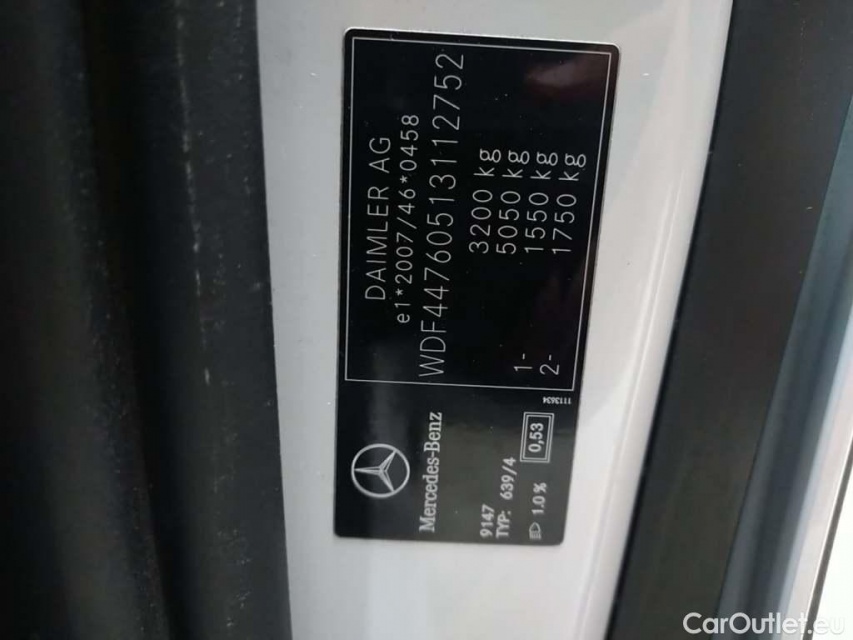 DAIMLER AG
e1*2007/46*0458
WDF44760513112752
3200 kg
5050 kg
1- 1550 kg
2- 1750 kg
Mercedes-Benz
9147
TYP: 639/4
1.0 %
0,53
1113634
CarOutlet.eu